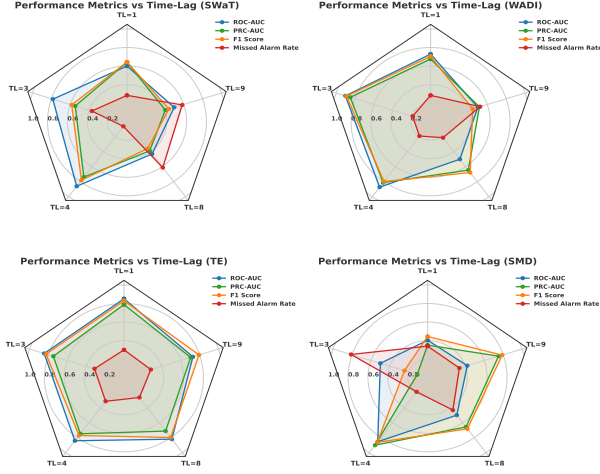 Performance Metrics vs Time-Lag (SWaT)
TL=1
ROC-AUC
PRC-AUC
F1 Score
Missed Alarm Rate
TL=3
TL=9
1.0 0.8 0.6 0.4 0.2
TL=4
TL=8
Performance Metrics vs Time-Lag (WADI)
TL=1
ROC-AUC
PRC-AUC
F1 Score
Missed Alarm Rate
TL=3
TL=9
1.0 0.8 0.6 0.4 0.2
TL=4
TL=8
Performance Metrics vs Time-Lag (TE)
TL=1
ROC-AUC
PRC-AUC
F1 Score
Missed Alarm Rate
TL=3
TL=9
1.0 0.8 0.6 0.4 0.2
TL=4
TL=8
Performance Metrics vs Time-Lag (SMD)
TL=1
ROC-AUC
PRC-AUC
F1 Score
Missed Alarm Rate
TL=3
TL=9
1.0 0.8 0.6 0.4
TL=4
TL=8